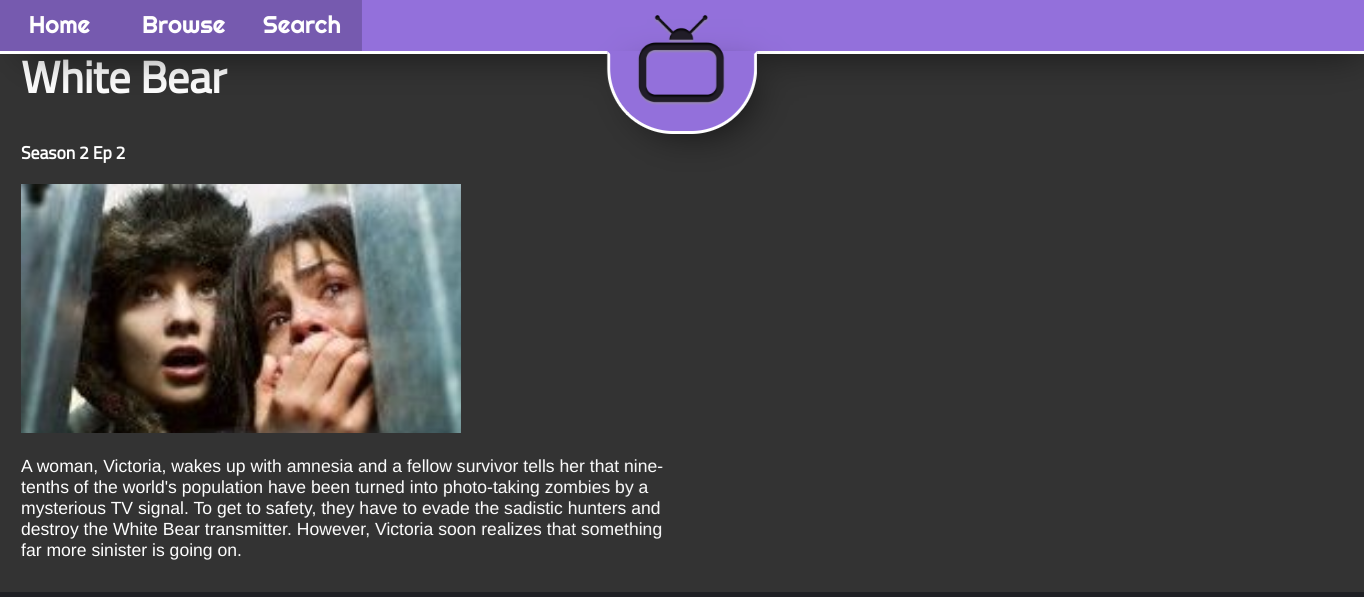 Home Browse Search
White Bear
Season 2 Ep 2
A woman, Victoria, wakes up with amnesia and a fellow survivor tells her that nine-
tenths of the world's population have been turned into photo-taking zombies by a
mysterious TV signal. To get to safety, they have to evade the sadistic hunters and
destroy the White Bear transmitter. However, Victoria soon realizes that something
far more sinister is going on.